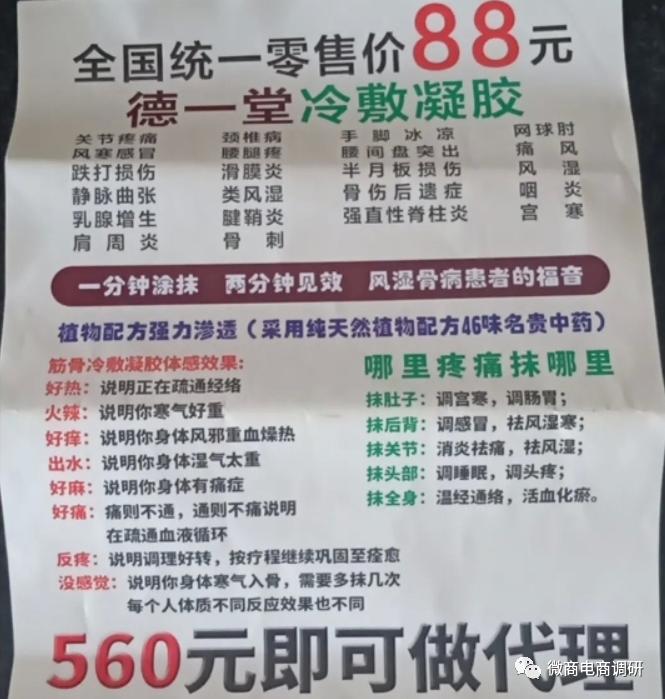 全国统一零售价88元
德一堂冷敷凝胶
关节疼痛 颈椎病 手脚冰凉 网球肘
风寒感冒 腰腿疼 腰间盘突出 痛风
跌打损伤 滑膜炎 半月板损伤 风湿
静脉曲张 类风湿 骨伤后遗症 咽炎
乳腺增生 腱鞘炎 强直性脊柱炎 宫寒
肩周炎 骨刺
一分钟涂抹 两分钟见效 风湿骨病患者的福音
植物配方强力渗透（采用纯天然植物配方46味名贵中药）
筋骨冷敷凝胶体感效果:
好热：说明正在疏通经络
火辣：说明你寒气好重
好痒：说明你身体风邪重血燥热
出水：说明你身体湿气太重
好麻：说明你身体有痛症
好痛：痛则不通，通则不痛说明
在疏通血液循环
反疼：说明调理好转，按疗程继续巩固至痊愈
没感觉：说明你身体寒气入骨，需要多抹几次
每个人体质不同反应效果也不同
哪里疼痛抹哪里
抹肚子：调宫寒，调肠胃；
抹后背：调感冒，祛风湿寒；
抹关节：消炎祛痛，祛风湿；
抹头部：调睡眠，调头疼；
抹全身：温经通络，活血化瘀。
560元即可做代理
微商电商调研